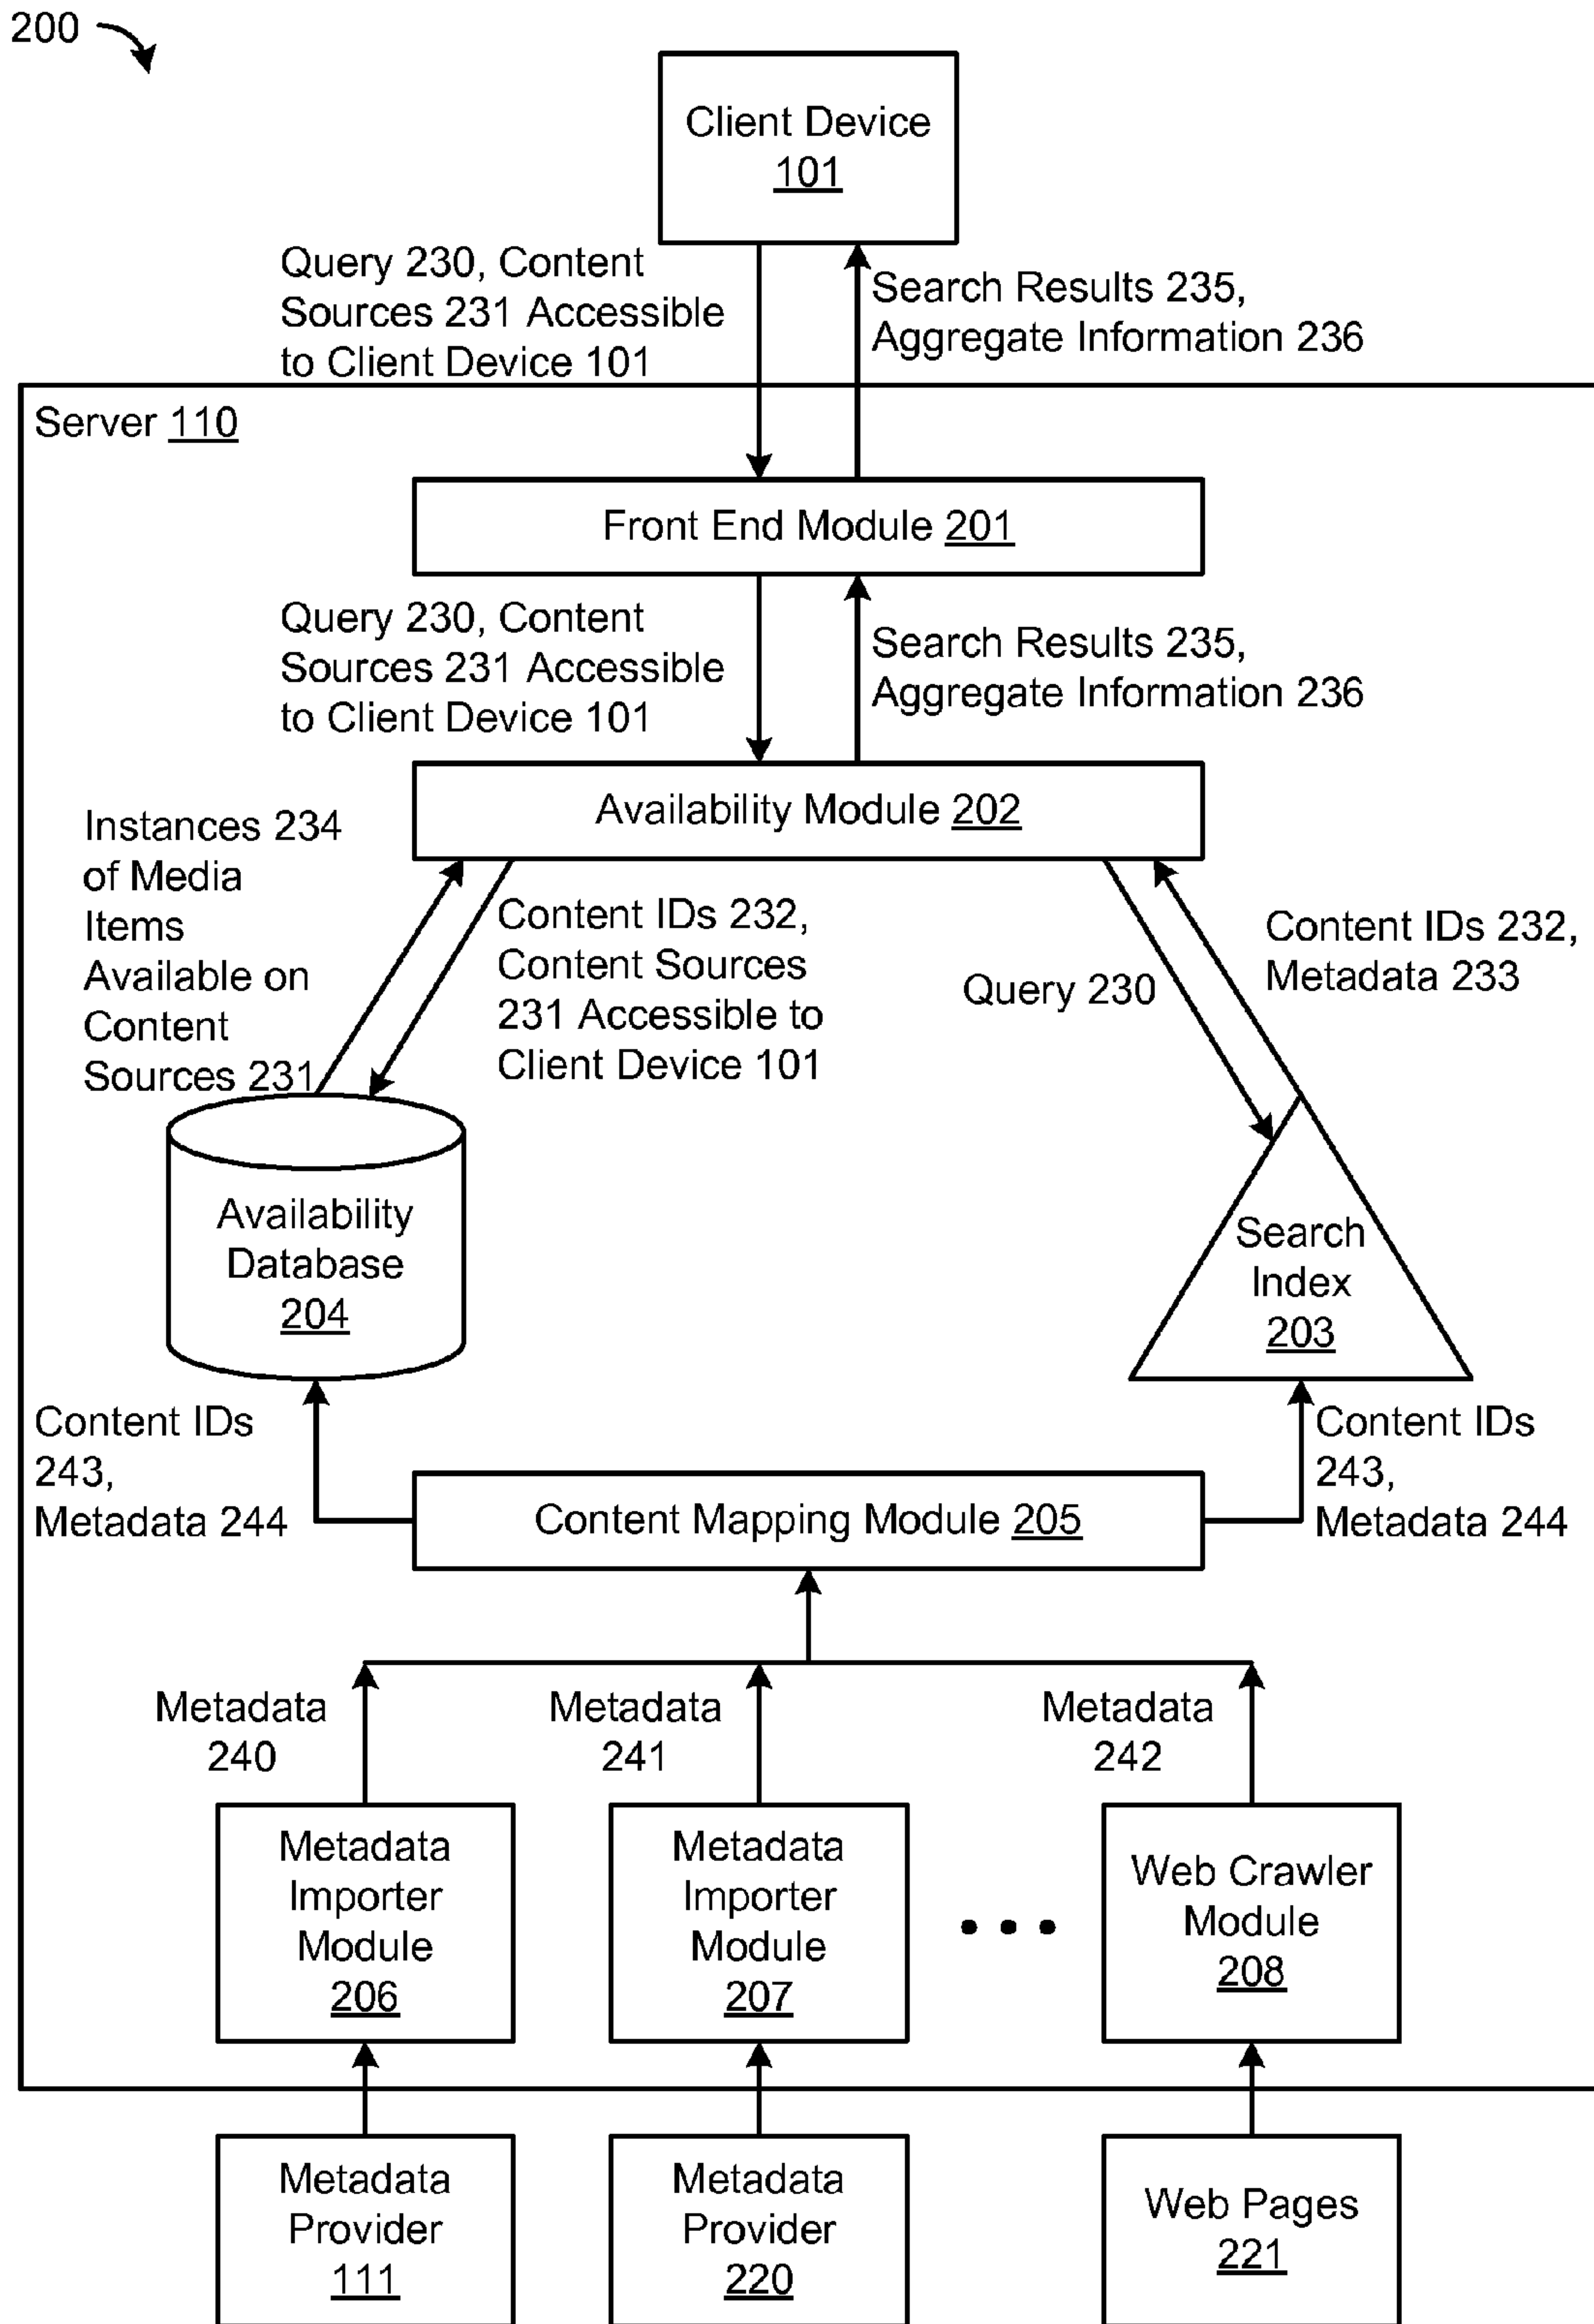 200
Client Device
101
Query 230, Content
Sources 231 Accessible
to Client Device 101
Search Results 235,
Aggregate Information 236
Server 110
Front End Module 201
Query 230, Content
Sources 231 Accessible
to Client Device 101
Search Results 235,
Aggregate Information 236
Availability Module 202
Instances 234
of Media
Items
Available on
Content
Sources 231
Content IDs 232,
Content Sources
231 Accessible to
Client Device 101
Query 230
Content IDs 232,
Metadata 233
Availability
Database
204
Search
Index
203
Content IDs
243,
Metadata 244
Content Mapping Module 205
Content IDs
243,
Metadata 244
Metadata
240
Metadata
241
Metadata
242
Metadata
Importer
Module
206
Metadata
Importer
Module
207
Web Crawler
Module
208
Metadata
Provider
111
Metadata
Provider
220
Web Pages
221